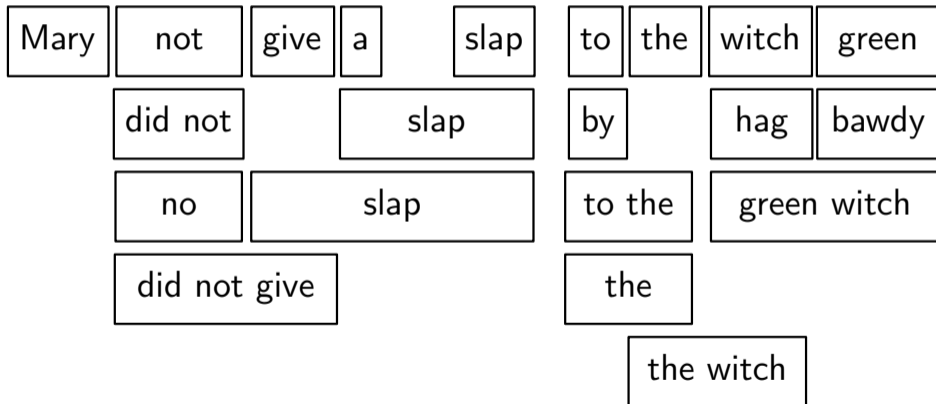 Mary not give a slap to the witch green
did not slap by hag bawdy
no slap to the green witch
did not give the
the witch